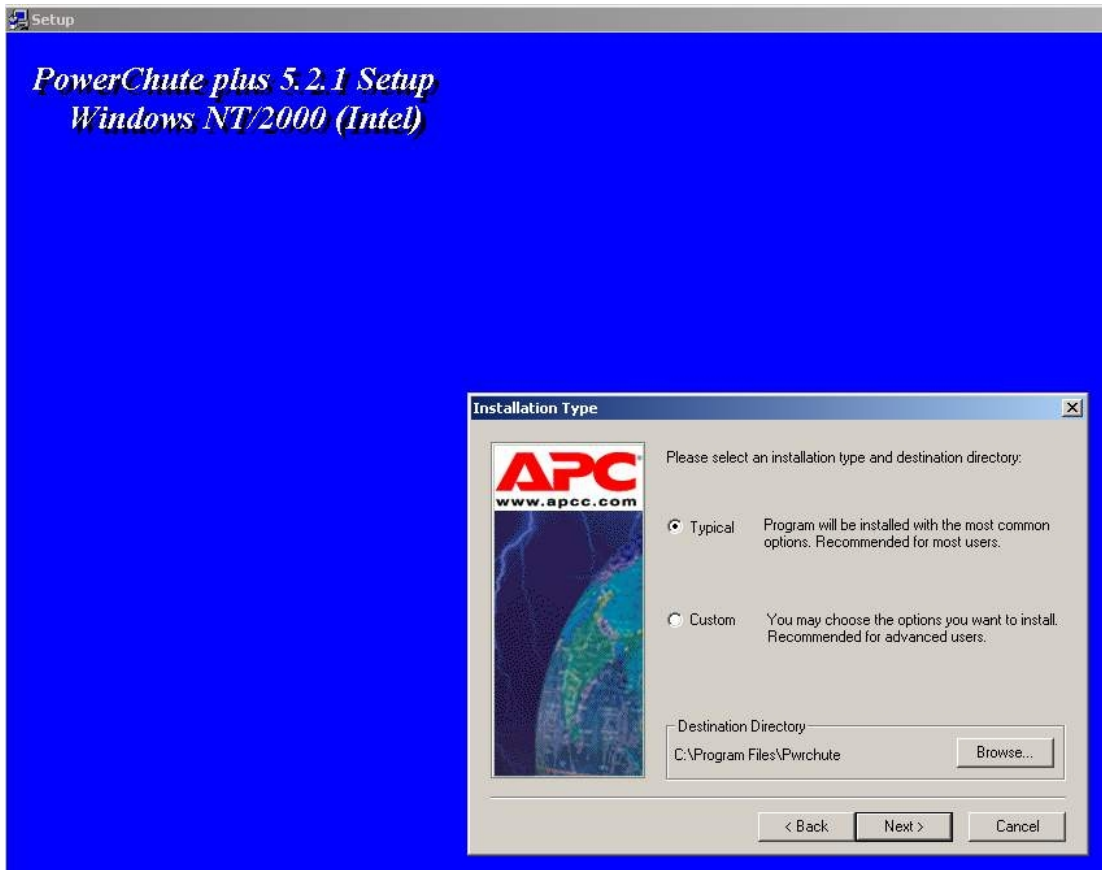 Setup
PowerChute plus 5.2.1 Setup
Windows NT/2000 (Intel)
Installation Type
APC
www.apcc.com
Please select an installation type and destination directory:
Typical
Program will be installed with the most common
options. Recommended for most users.
Custom
You may choose the options you want to install.
Recommended for advanced users.
Destination Directory
C:\Program Files\Pwrchute
Browse...
< Back
Next >
Cancel